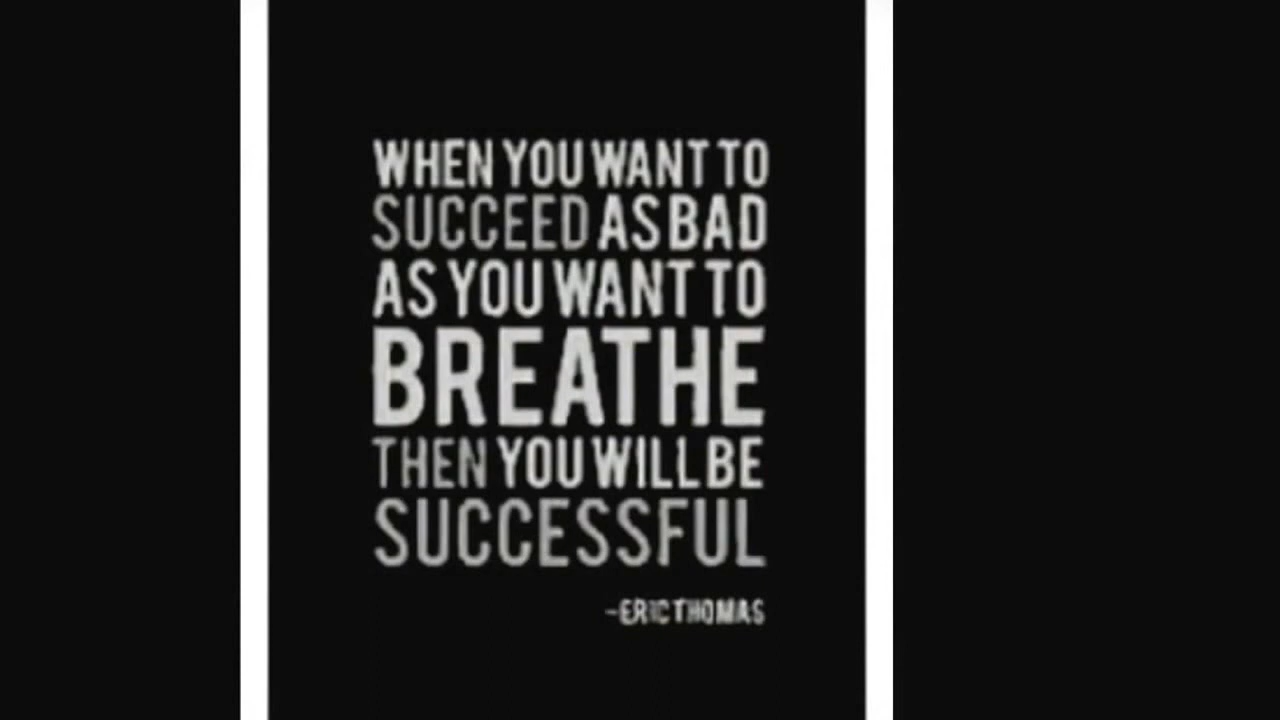 WHEN YOU WANT TO
SUCCEED AS BAD
AS YOU WANT TO
BREATHE
THEN YOU WILL BE
SUCCESSFUL
~ERIC THOMAS